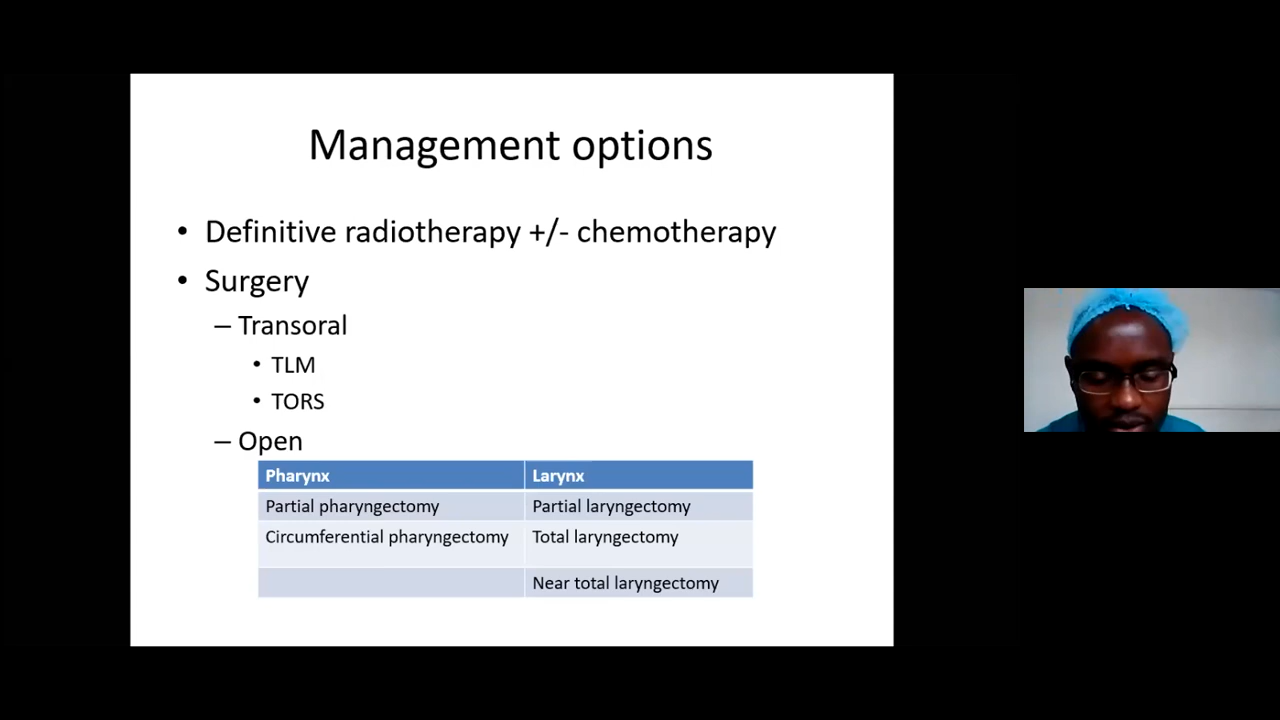 Management options
• Definitive radiotherapy +/- chemotherapy
• Surgery
– Transoral
• TLM
• TORS
– Open
Pharynx Larynx
Partial pharyngectomy Partial laryngectomy
Circumferential pharyngectomy Total laryngectomy
Near total laryngectomy